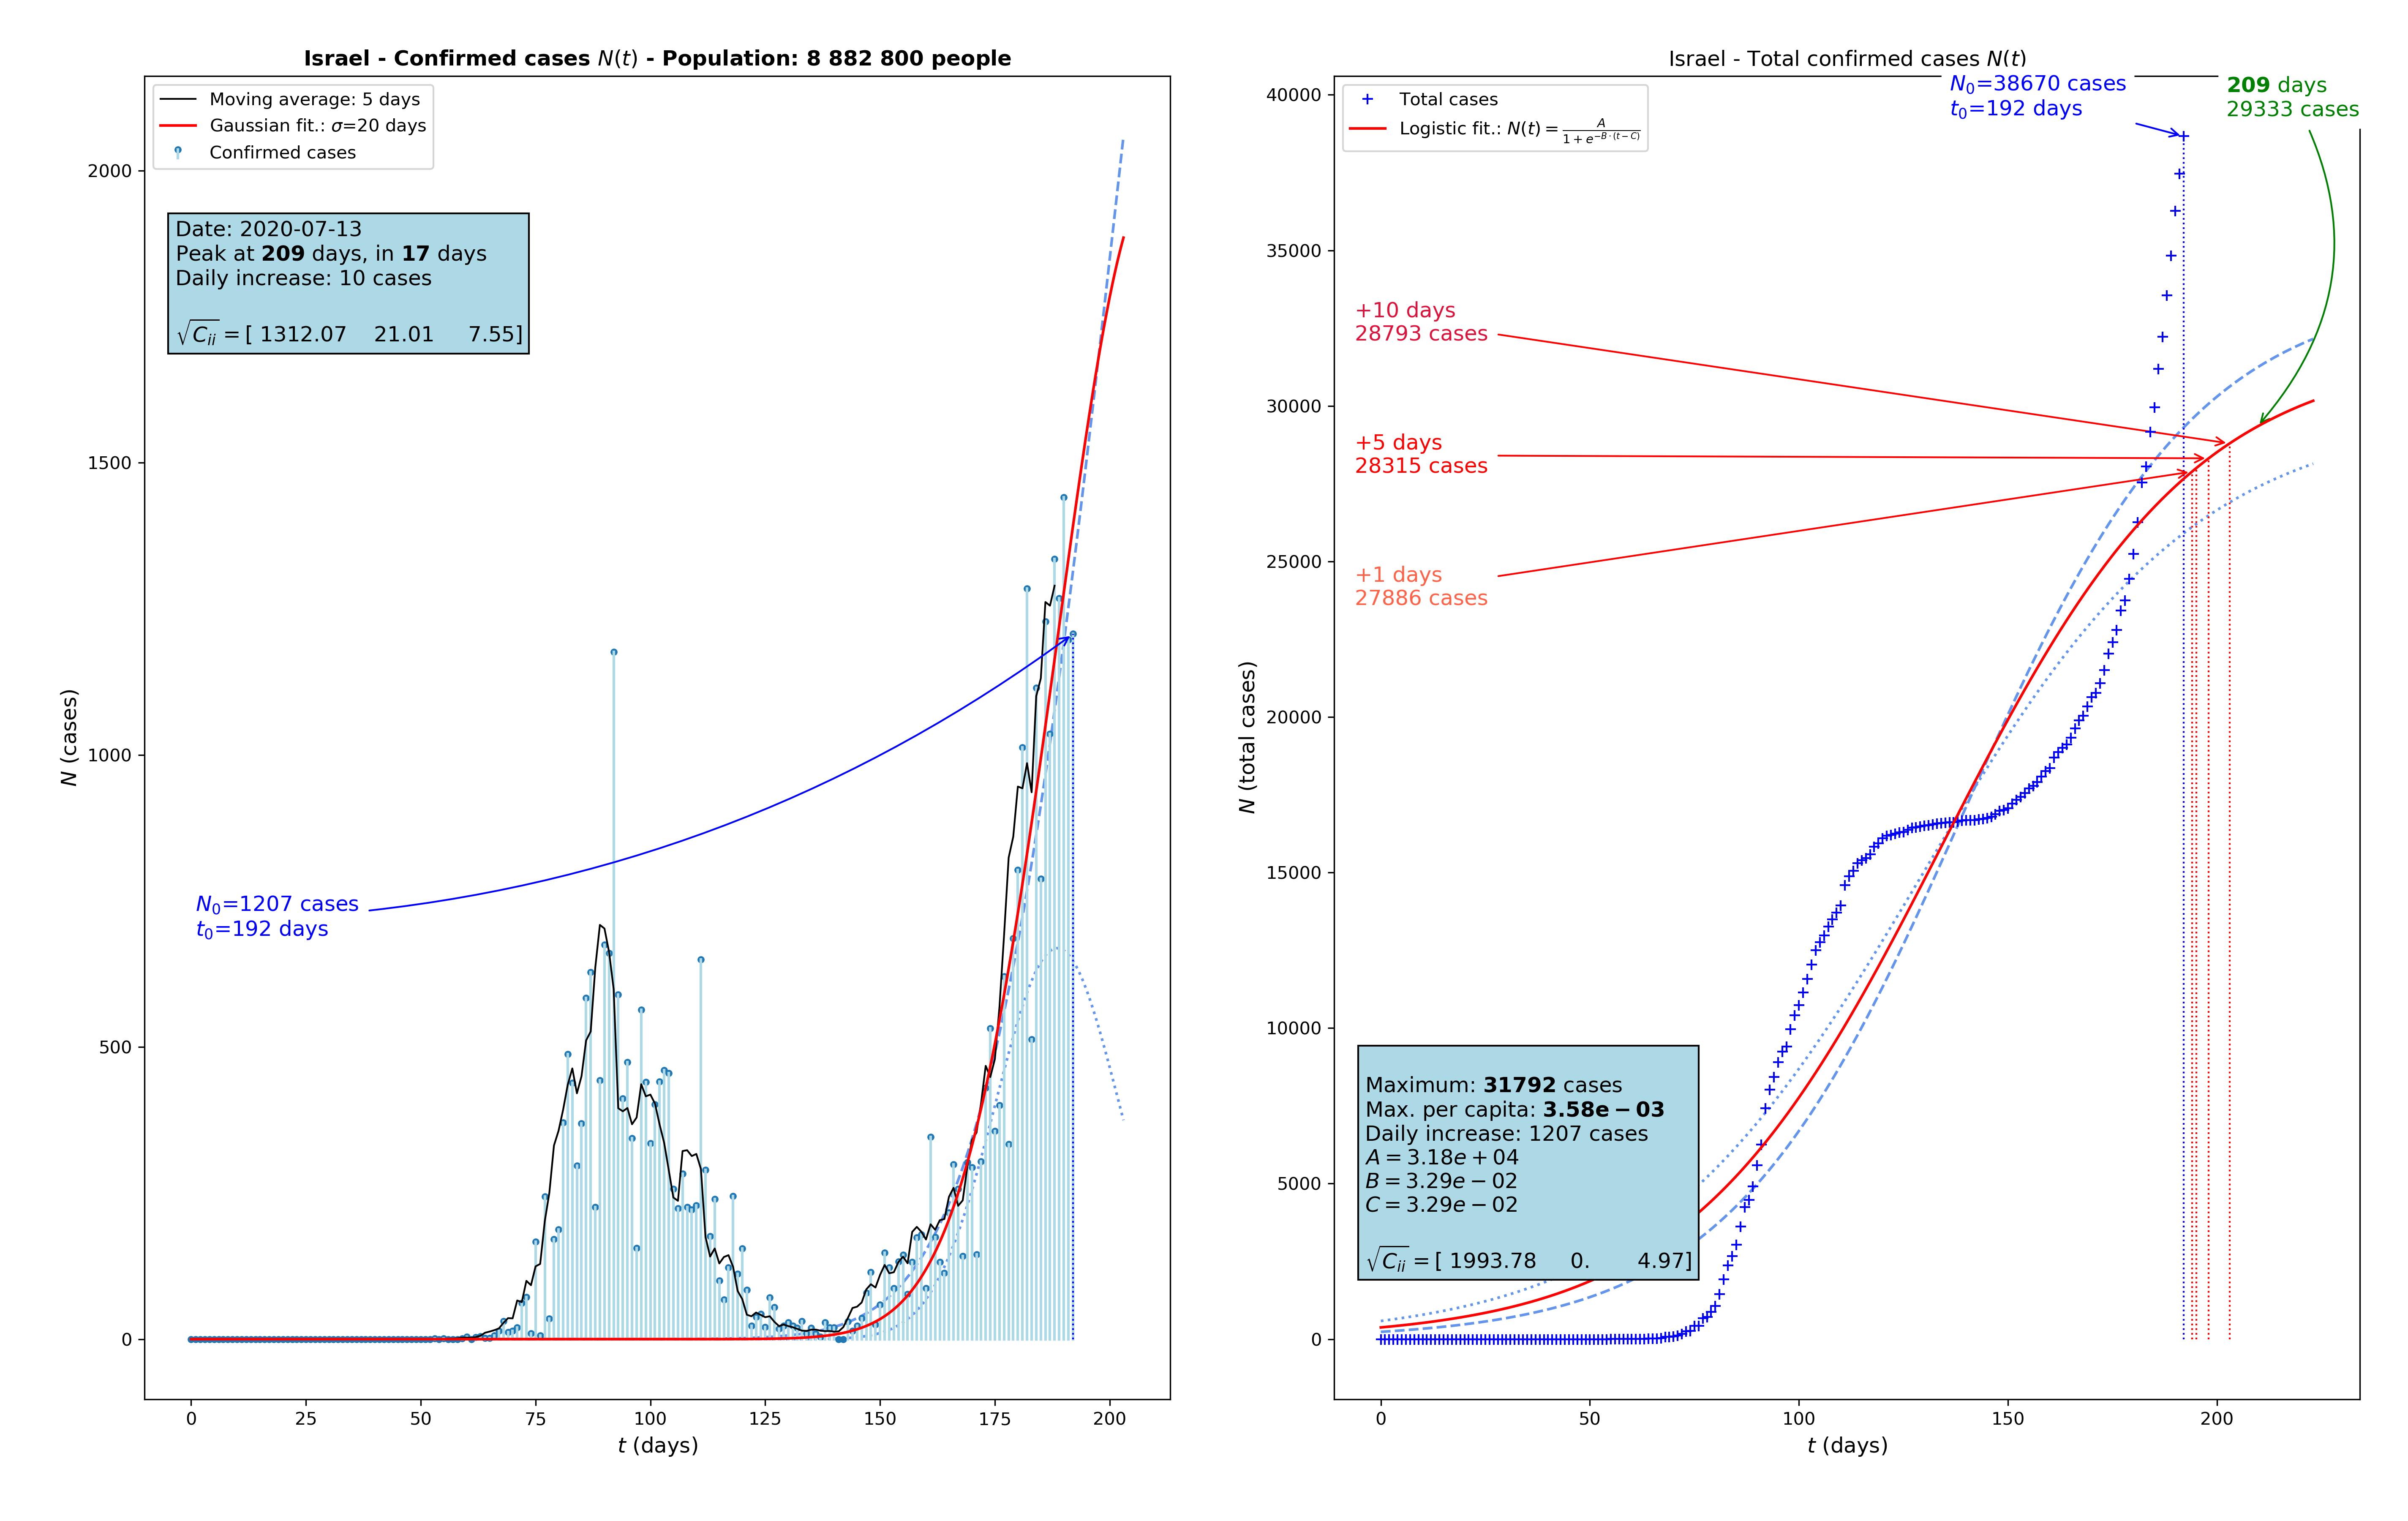 Israel - Confirmed cases N(t) - Population: 8 882 800 people
Moving average: 5 days
Gaussian fit.: σ=20 days
Confirmed cases
Date: 2020-07-13
Peak at 209 days, in 17 days
Daily increase: 10 cases
√C_ii = [ 1312.07 21.01 7.55]
N_0=1207 cases
t_0=192 days
N (cases)
2000
1500
1000
500
0
0 25 50 75 100 125 150 175 200
t (days)
Israel - Total confirmed cases N(t)
Total cases
Logistic fit.: N(t) = A / (1 + e^{-B·(t-C)})
N_0=38670 cases
t_0=192 days
209 days
29333 cases
+10 days
28793 cases
+5 days
28315 cases
+1 days
27886 cases
Maximum: 31792 cases
Max. per capita: 3.58e − 03
Daily increase: 1207 cases
A = 3.18e + 04
B = 3.29e − 02
C = 3.29e − 02
√C_ii = [ 1993.78 0. 4.97]
N (total cases)
40000
35000
30000
25000
20000
15000
10000
5000
0
0 50 100 150 200
t (days)